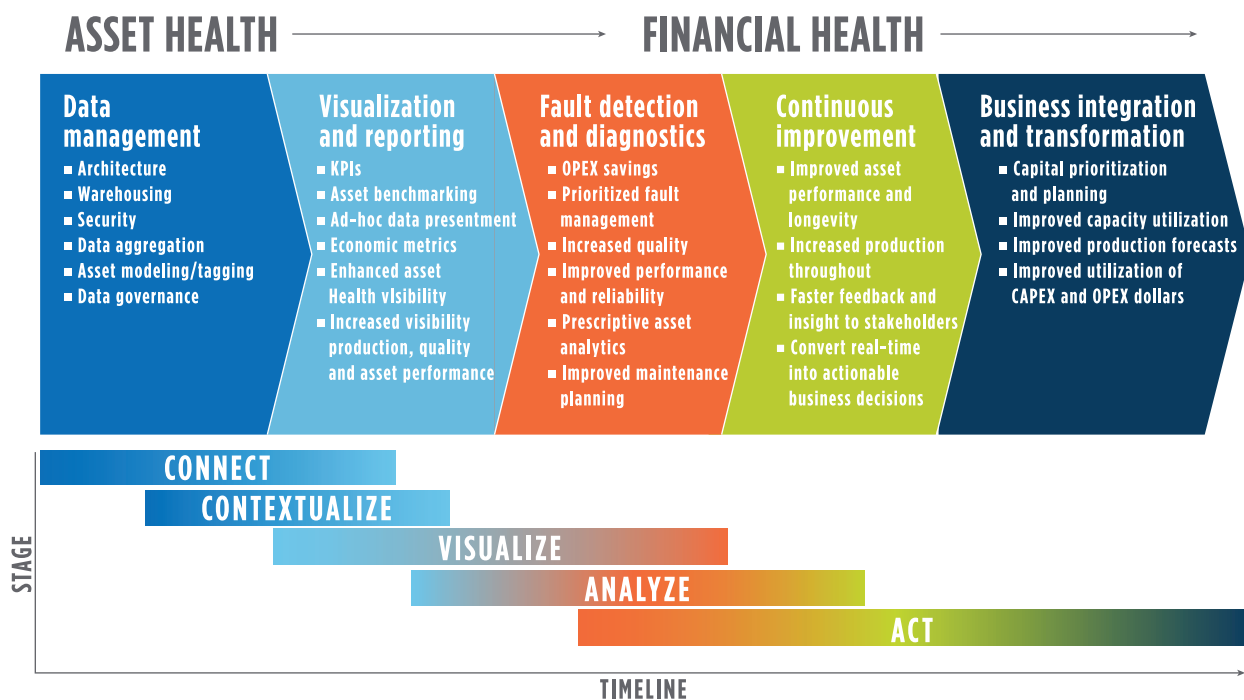 ASSET HEALTH
FINANCIAL HEALTH
Data
management
▪ Architecture
▪ Warehousing
▪ Security
▪ Data aggregation
▪ Asset modeling/tagging
▪ Data governance
Visualization
and reporting
▪ KPIs
▪ Asset benchmarking
▪ Ad-hoc data presentment
▪ Economic metrics
▪ Enhanced asset
Health vIsibility
▪ Increased visibility
production, quality
and asset performance
Fault detection
and diagnostics
▪ OPEX savings
▪ Prioritized fault
management
▪ Increased quality
▪ Improved performance
and reliability
▪ Prescriptive asset
analytics
▪ Improved maintenance
planning
Continuous
improvement
▪ Improved asset
performance and
longevity
▪ Increased production
throughout
▪ Faster feedback and
insight to stakeholders
▪ Convert real-time
into actionable
business decisions
Business integration
and transformation
▪ Capital prioritization
and planning
▪ Improved capacity utilization
▪ Improved production forecasts
▪ Improved utilization of
CAPEX and OPEX dollars
STAGE
CONNECT
CONTEXTUALIZE
VISUALIZE
ANALYZE
ACT
TIMELINE